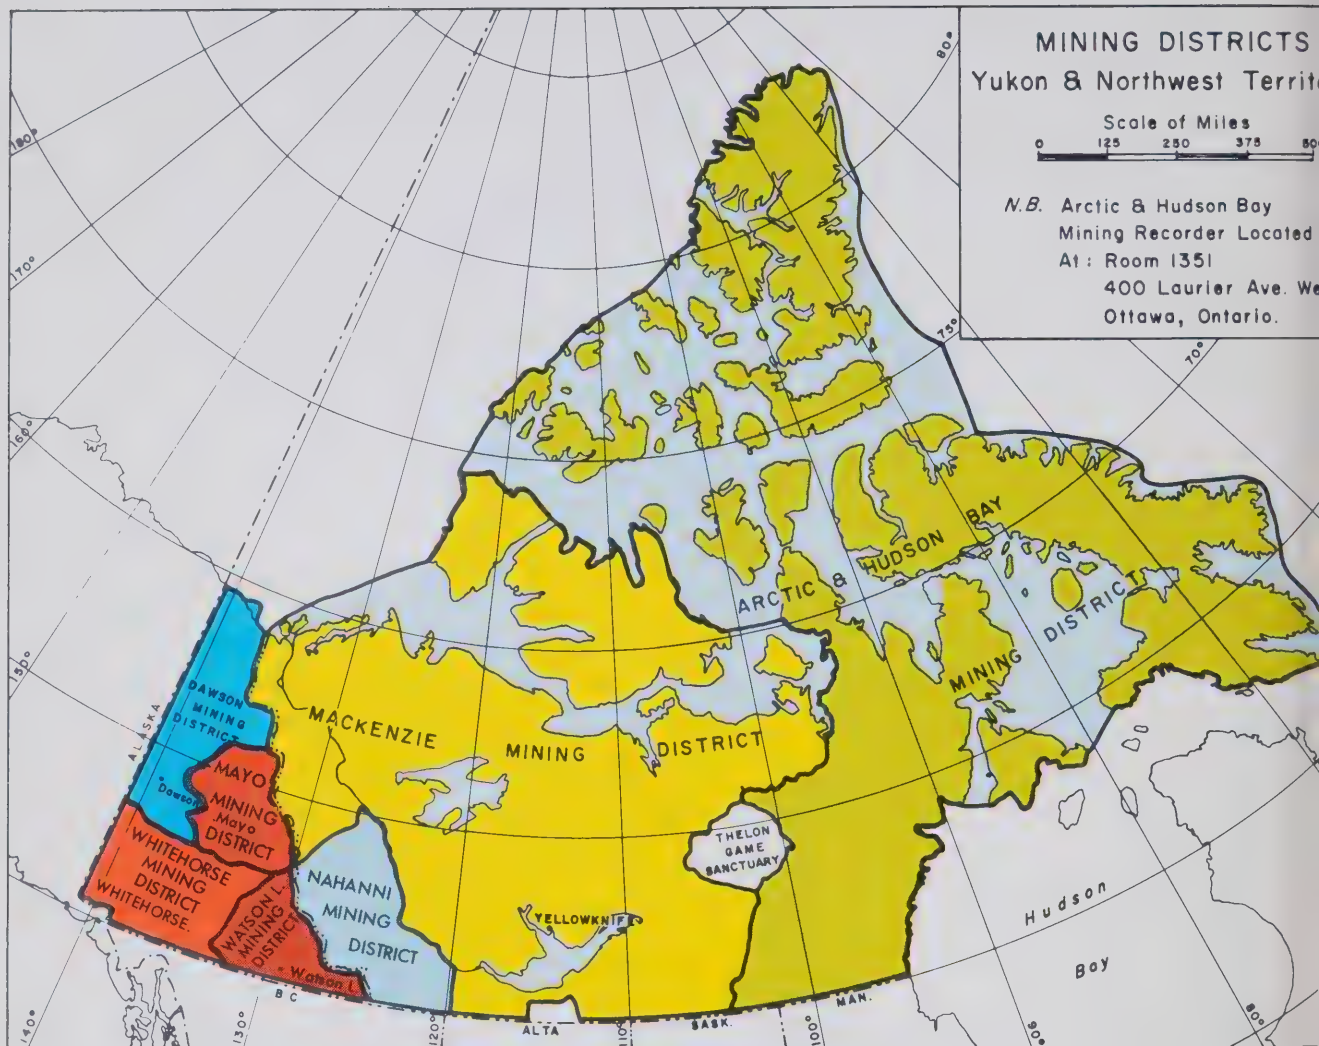 MINING DISTRICTS
Yukon & Northwest Territo
Scale of Miles
0 125 250 375 500
N.B. Arctic & Hudson Bay
Mining Recorder Located
At: Room 1351
400 Laurier Ave. We
Ottawa, Ontario.
80°
180°
75°
70°
170°
160°
150°
ALASKA
DAWSON
MINING
DISTRICT
Dawson
MAYO
MINING
Mayo
DISTRICT
WHITEHORSE
MINING
DISTRICT
WHITEHORSE.
WATSON L.
MINING
DISTRICT
Watson L.
NAHANNI
MINING
DISTRICT
MACKENZIE MINING DISTRICT
ARCTIC & HUDSON BAY
MINING DISTRICT
THELON
GAME
SANCTUARY
YELLOWKNIFE
Hudson
Bay
BC
ALTA
SASK.
MAN.
140°
130°
120°
110°
100°
90°
80°